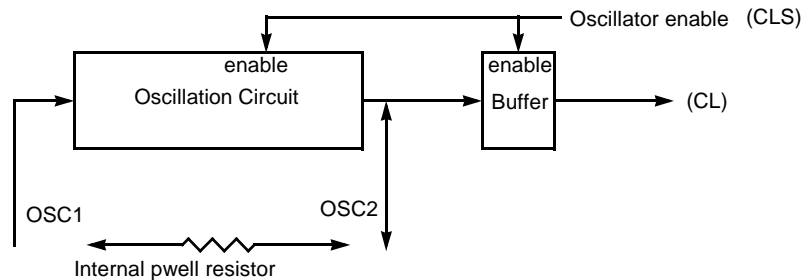 Oscillator enable (CLS)
enable
enable
Oscillation Circuit
Buffer
(CL)
OSC1
OSC2
Internal pwell resistor